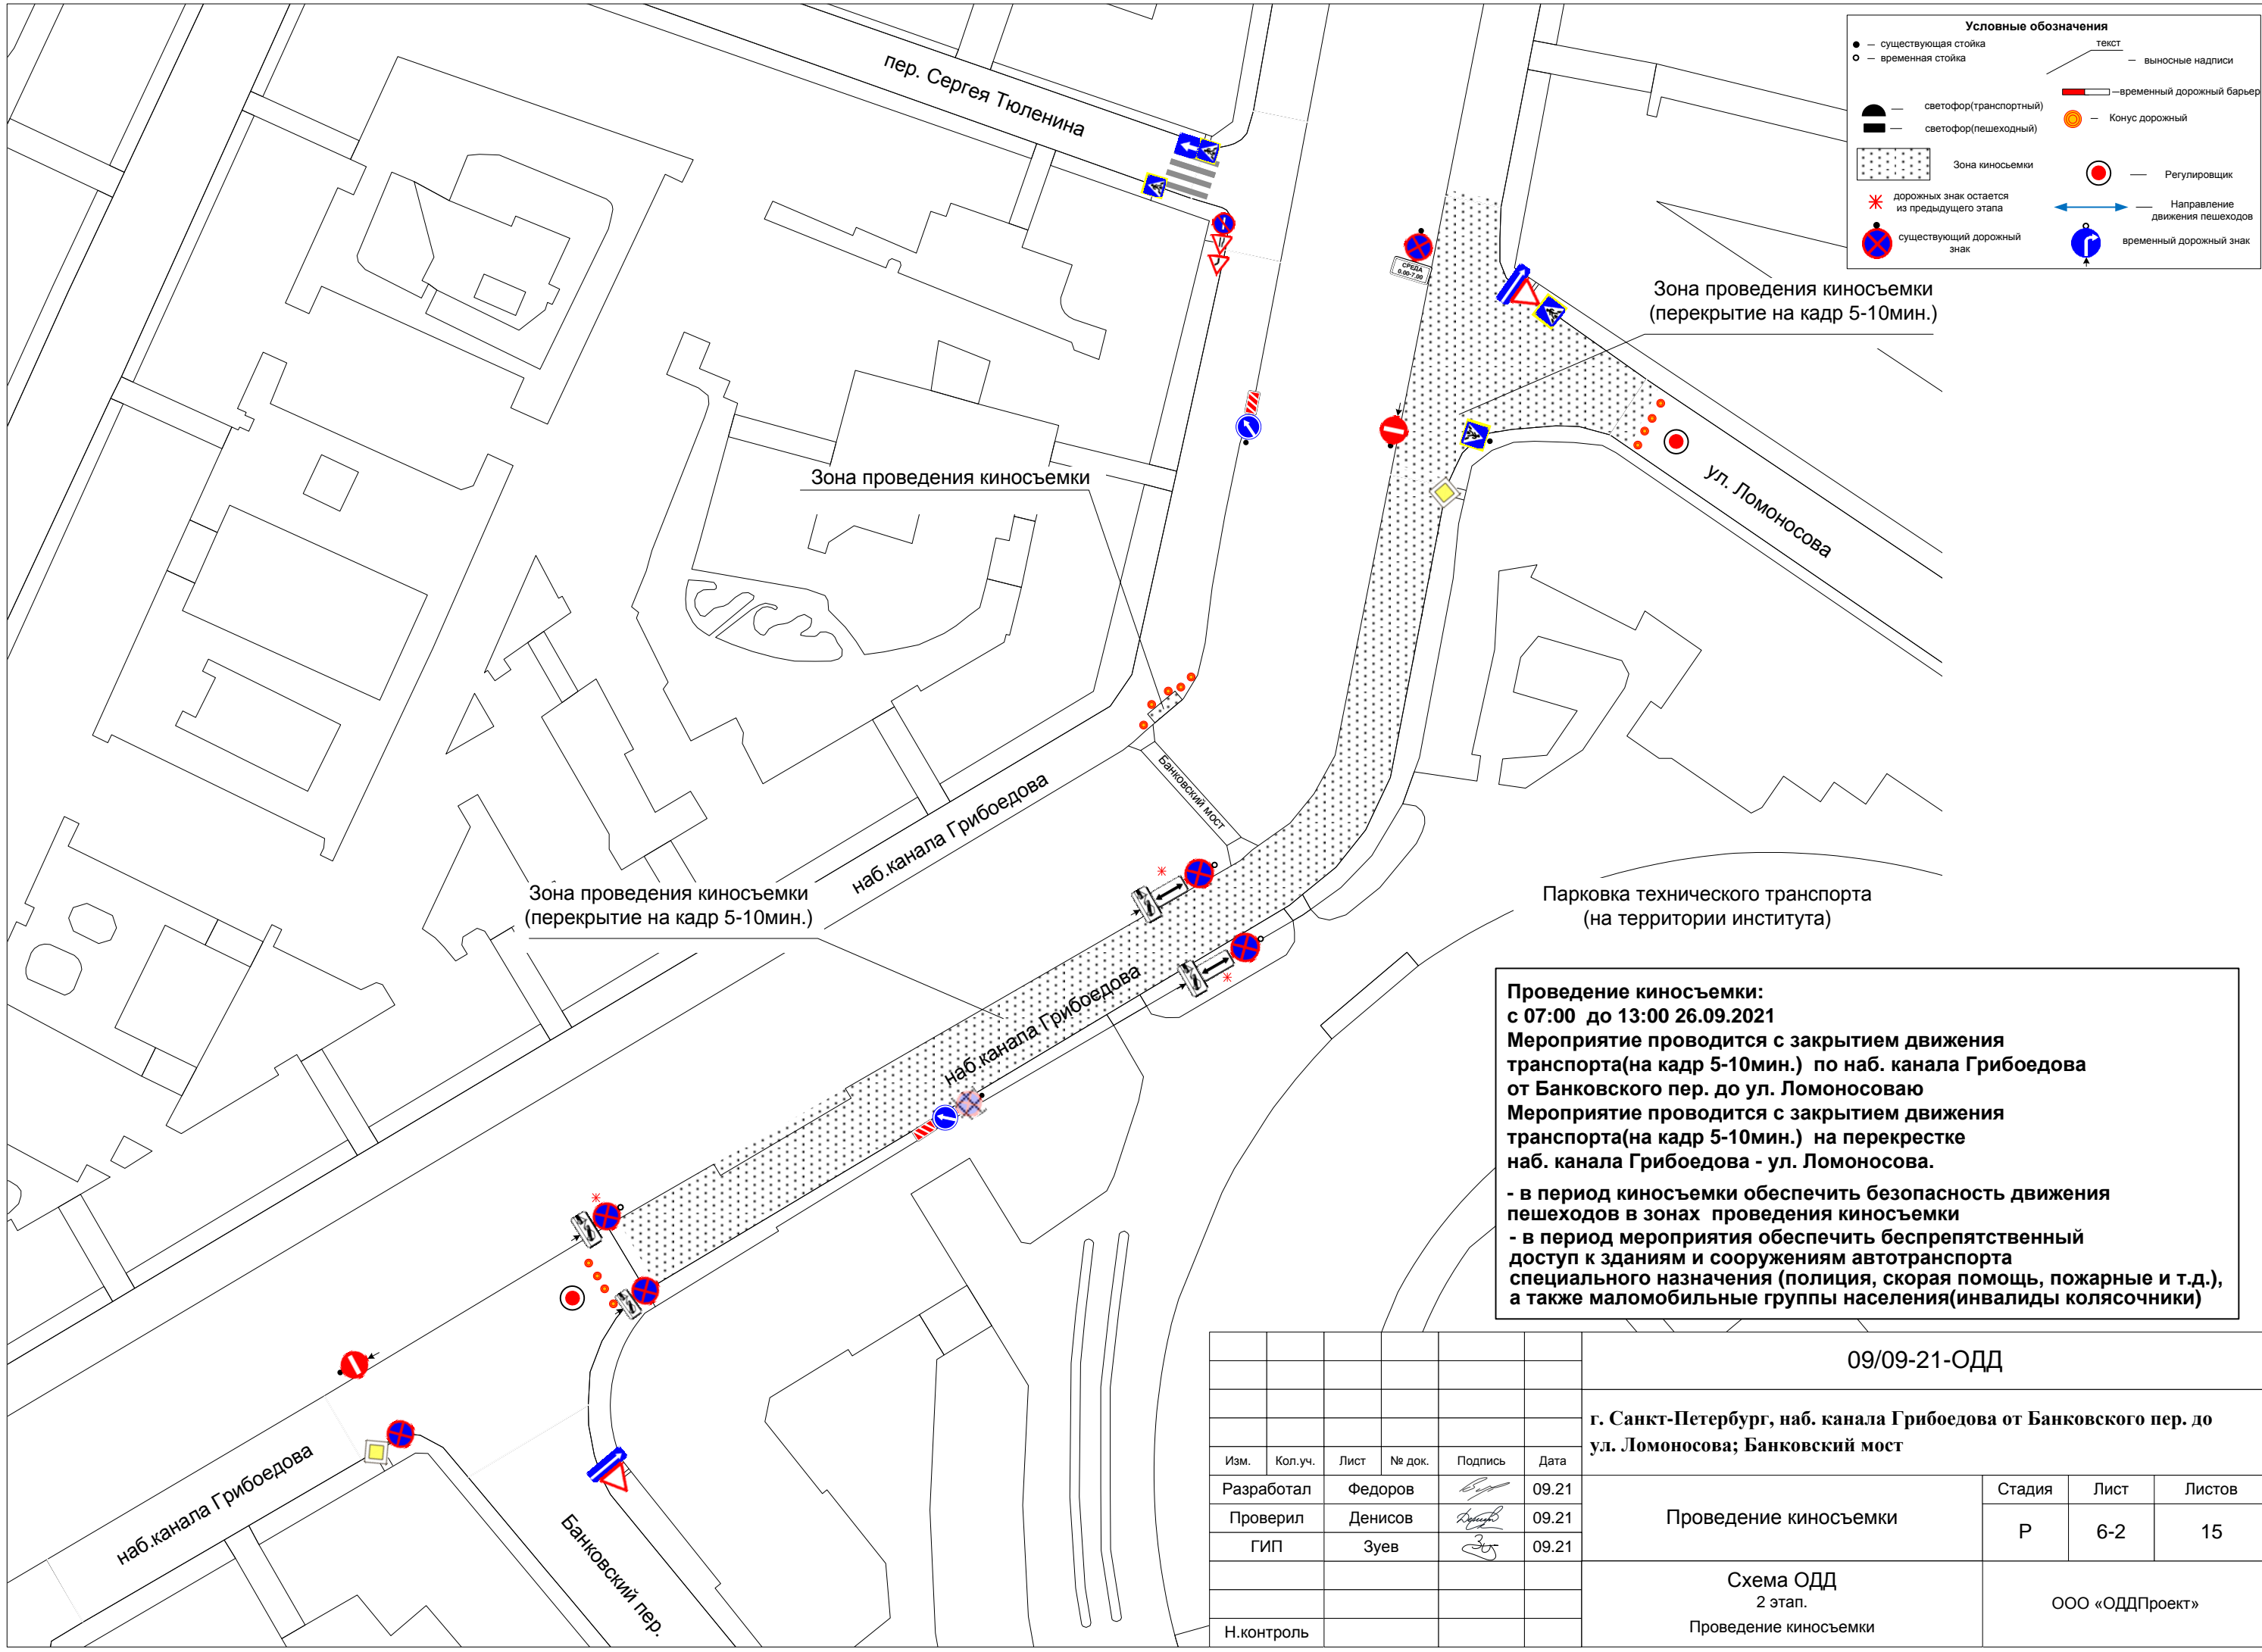 Условные обозначения
– существующая стойка
– временная стойка
текст
– выносные надписи
–временный дорожный барьер
светофор(транспортный)
светофор(пешеходный)
– Конус дорожный
Зона киносьемки
Регулировщик
дорожных знак остается
из предыдущего этапа
Направление
движения пешеходов
существующий дорожный
знак
временный дорожный знак
пер. Сергея Тюленина
СРЕДА
0.00-7.00
Зона проведения киносъемки
(перекрытие на кадр 5-10мин.)
Зона проведения киносъемки
ул. Ломоносова
Банковский мост
наб.канала Грибоедова
Зона проведения киносъемки
(перекрытие на кадр 5-10мин.)
Парковка технического транспорта
(на территории института)
наб.канала Грибоедова
Проведение киносъемки:
с 07:00 до 13:00 26.09.2021
Мероприятие проводится с закрытием движения
транспорта(на кадр 5-10мин.) по наб. канала Грибоедова
от Банковского пер. до ул. Ломоносоваю
Мероприятие проводится с закрытием движения
транспорта(на кадр 5-10мин.) на перекрестке
наб. канала Грибоедова - ул. Ломоносова.
- в период киносъемки обеспечить безопасность движения
пешеходов в зонах проведения киносъемки
- в период мероприятия обеспечить беспрепятственный
доступ к зданиям и сооружениям автотранспорта
специального назначения (полиция, скорая помощь, пожарные и т.д.),
а также маломобильные группы населения(инвалиды колясочники)
наб.канала Грибоедова
Банковский пер.
09/09-21-ОДД
г. Санкт-Петербург, наб. канала Грибоедова от Банковского пер. до
ул. Ломоносова; Банковский мост
Изм. Кол.уч. Лист № док. Подпись Дата
Разработал Федоров 09.21
Проверил Денисов 09.21
ГИП Зуев 09.21
Н.контроль
Проведение киносъемки
Стадия Лист Листов
Р 6-2 15
Схема ОДД
2 этап.
Проведение киносъемки
ООО «ОДДПроект»